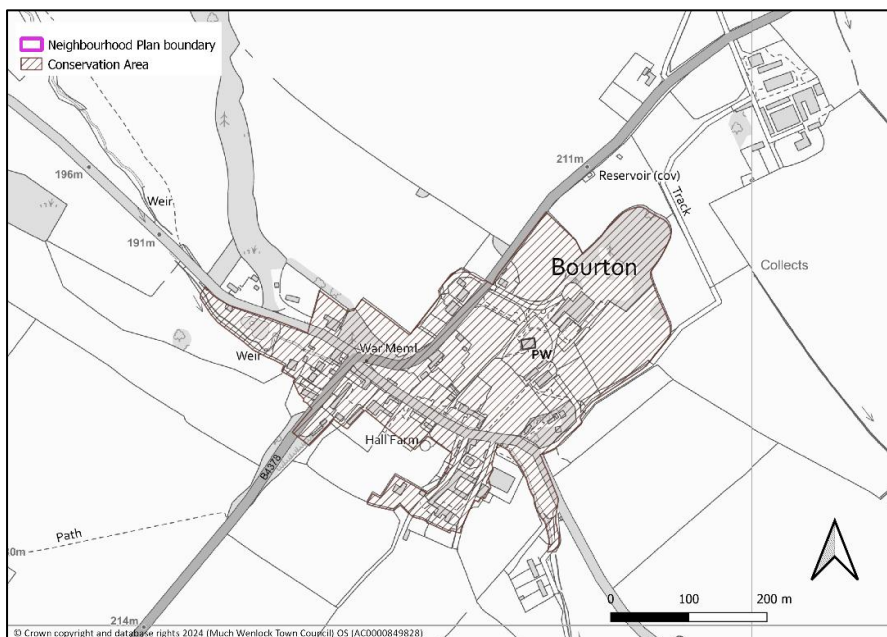 Neighbourhood Plan boundary
Conservation Area
196m
Weir
191m
211m
Reservoir (cov)
Track
Bourton
Collects
War Meml
Weir
PW
Hall Farm
B4378
Path
214m
0 100 200 m
© Crown copyright and database rights 2024 (Much Wenlock Town Council) OS (AC0000849828)